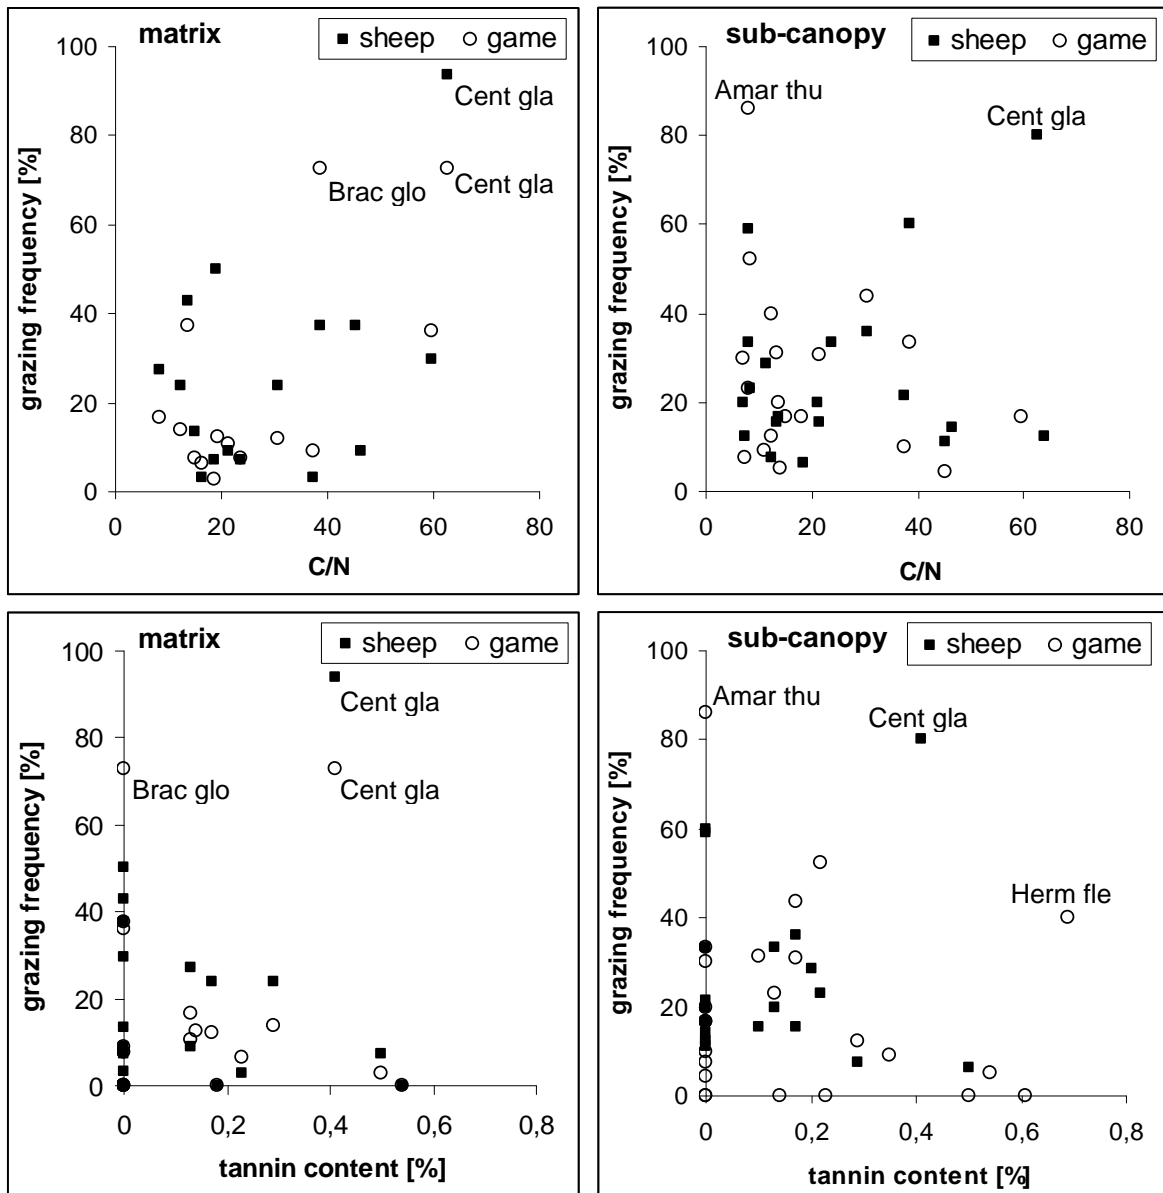 matrix
sheep game
100
80
60
40
20
0
grazing frequency [%]
Cent gla
Brac glo
Cent gla
0 20 40 60 80
C/N
sub-canopy
sheep game
100
80
60
40
20
0
grazing frequency [%]
Amar thu
Cent gla
0 20 40 60 80
C/N
matrix
sheep game
100
80
60
40
20
0
grazing frequency [%]
Cent gla
Brac glo
Cent gla
0 0,2 0,4 0,6 0,8
tannin content [%]
sub-canopy
sheep game
100
80
60
40
20
0
grazing frequency [%]
Amar thu
Cent gla
Herm fle
0 0,2 0,4 0,6 0,8
tannin content [%]